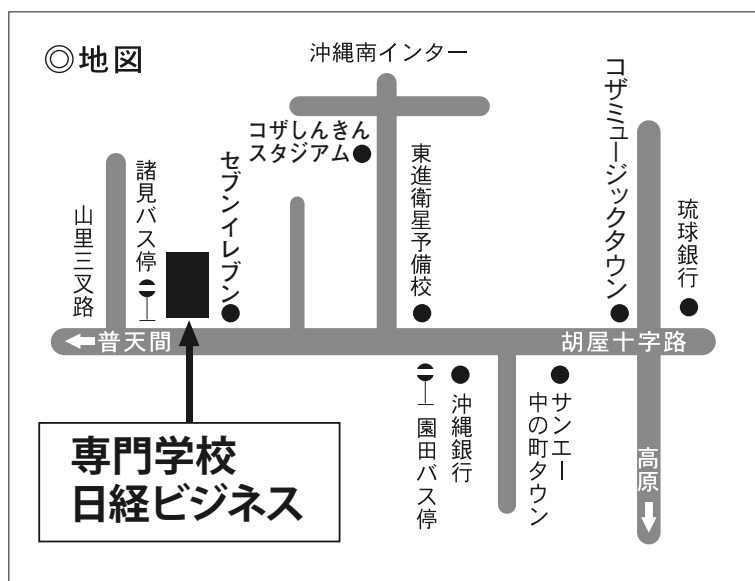 ◎地図
沖縄南インター
コザしんきん
スタジアム
山里三叉路
諸見バス停
セブンイレブン
東進衛星予備校
コザミュージックタウン
琉球銀行
普天間
胡屋十字路
園田バス停
沖縄銀行
サンエー
中の町タウン
高原
専門学校
日経ビジネス